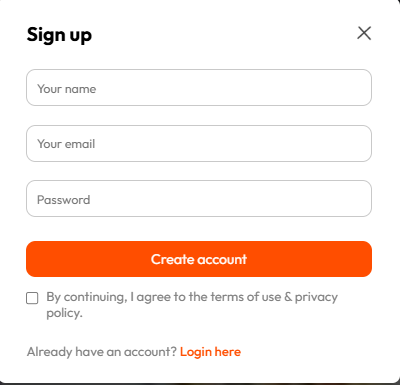 Sign up
Your name
Your email
Password
Create account
By continuing, I agree to the terms of use & privacy
policy.
Already have an account? Login here